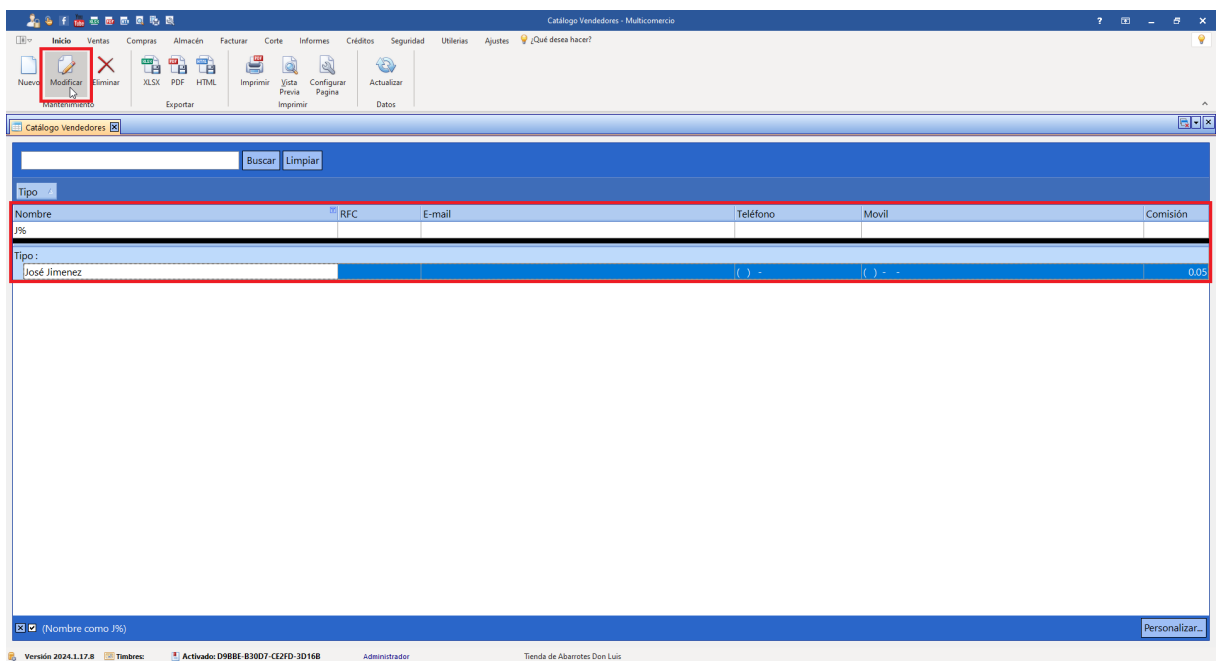 Catálogo Vendedores - Multicomercio
Inicio Ventas Compras Almacén Facturar Corte Informes Créditos Seguridad Utilerias Ajustes ¿Qué desea hacer?
Nuevo Modificar Eliminar XLSX PDF HTML Imprimir Vista Previa Configurar Pagina Actualizar
Mantenimiento Exportar Imprimir Datos
Catálogo Vendedores
Buscar Limpiar
Tipo
Nombre RFC E-mail Teléfono Movil Comisión
J%
Tipo :
José Jimenez ( ) - ( ) - - 0.05
(Nombre como J%) Personalizar...
Versión 2024.1.17.8 Timbres: Activado: D9BBE-B30D7-CE2FD-3D16B Administrador Tienda de Abarrotes Don Luis